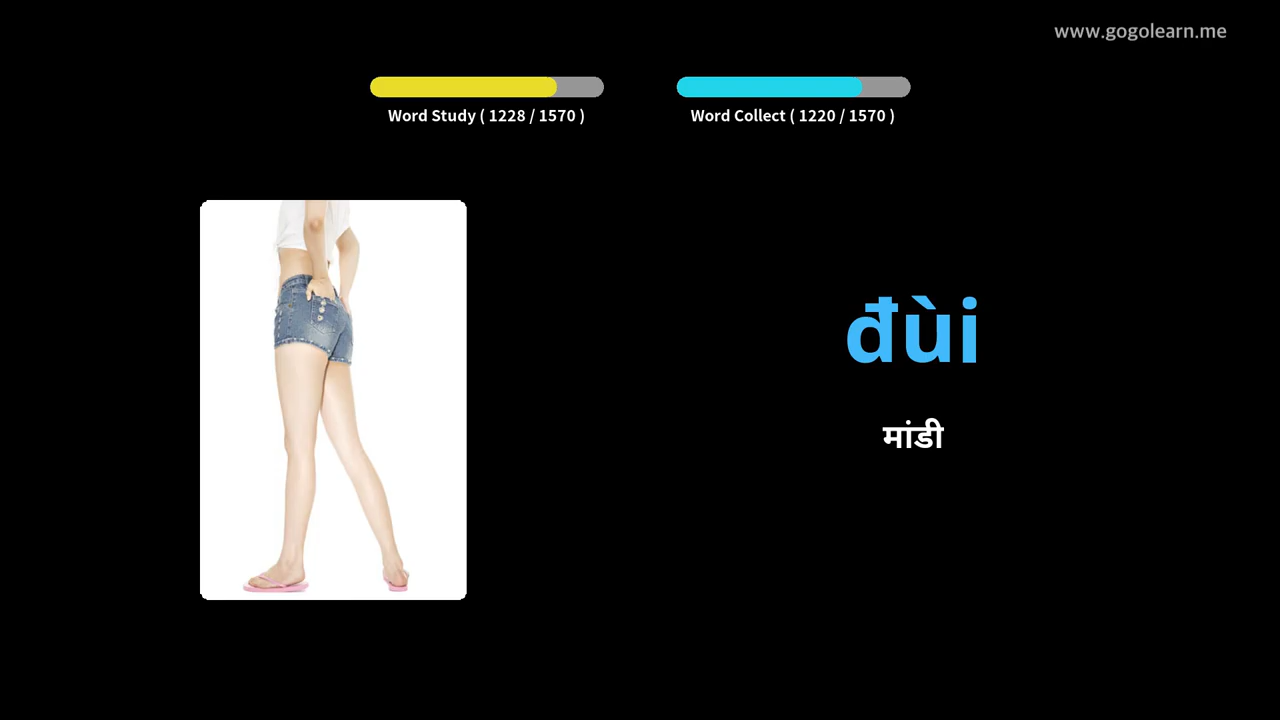 www.gogolearn.me
Word Study ( 1228 / 1570 )
Word Collect ( 1220 / 1570 )
đùi
मांडी